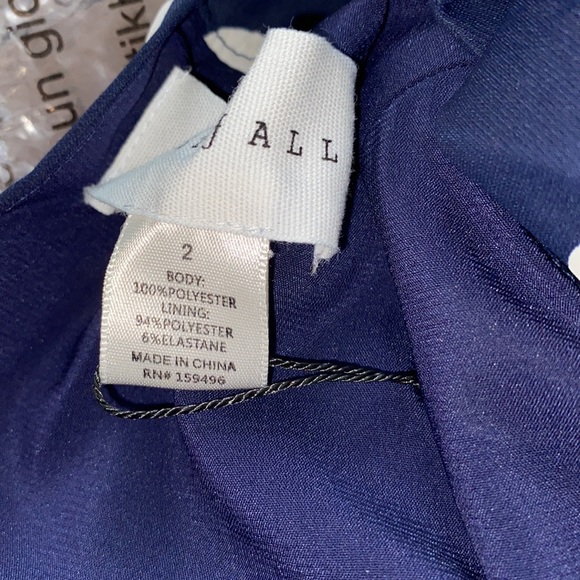 ALL
2
BODY:
100%POLYESTER
LINING:
94%POLYESTER
6%ELASTANE
MADE IN CHINA
RN# 159496